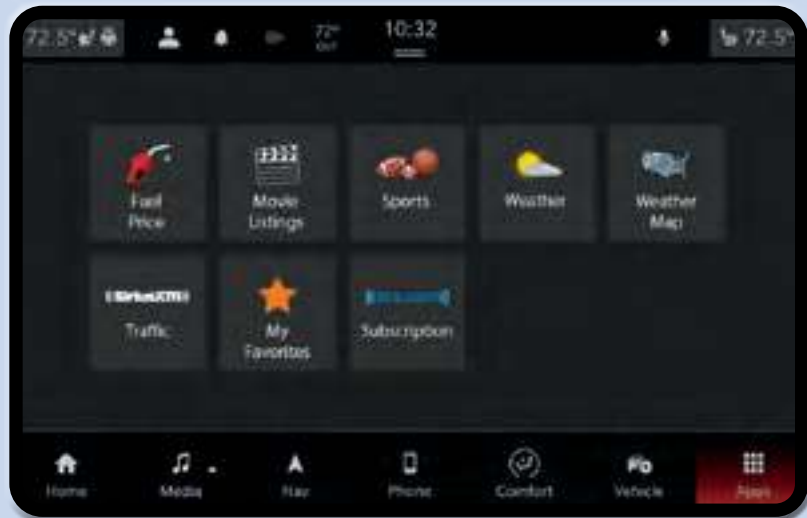 72.5°
72°
OUT
10:32
72.5°
Fuel
Price
Movie
Listings
Sports
Weather
Weather
Map
SiriusXM
Traffic
My
Favorites
Subscription
Home
Media
Nav
Phone
Comfort
Vehicle
Apps